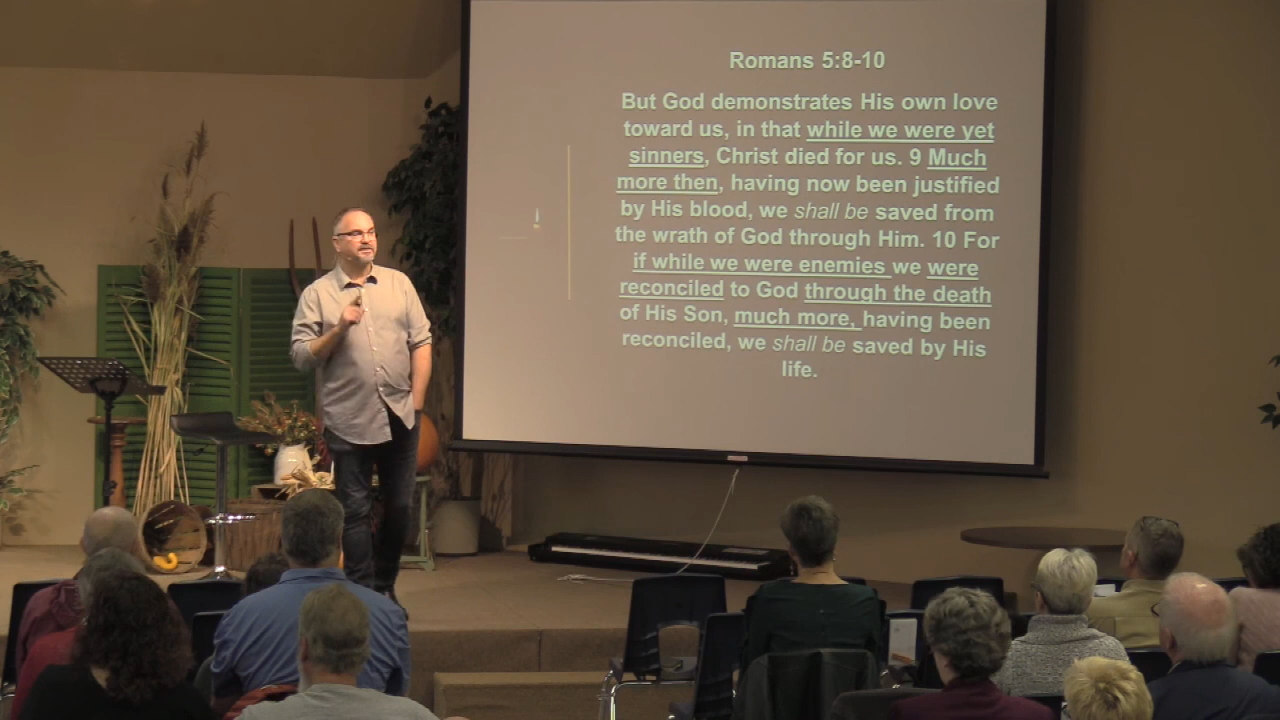 Romans 5:8-10
But God demonstrates His own love
toward us, in that while we were yet
sinners, Christ died for us. 9 Much
more then, having now been justified
by His blood, we shall be saved from
the wrath of God through Him. 10 For
if while we were enemies we were
reconciled to God through the death
of His Son, much more, having been
reconciled, we shall be saved by His
life.